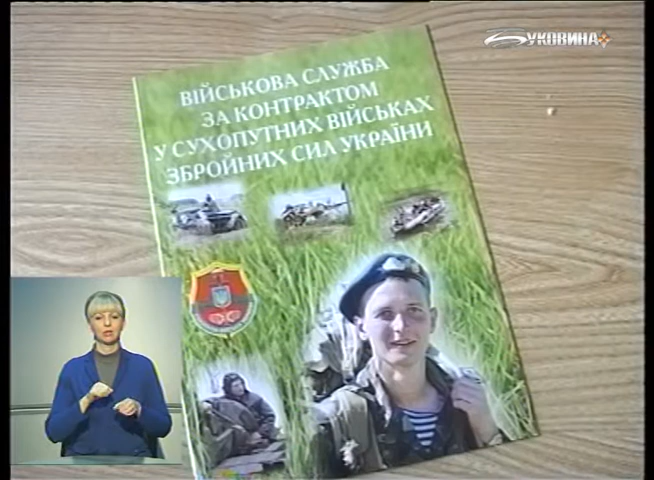 БУКОВИНА
ВІЙСЬКОВА СЛУЖБА
ЗА КОНТРАКТОМ
У СУХОПУТНИХ ВІЙСЬКАХ
ЗБРОЙНИХ СИЛ УКРАЇНИ